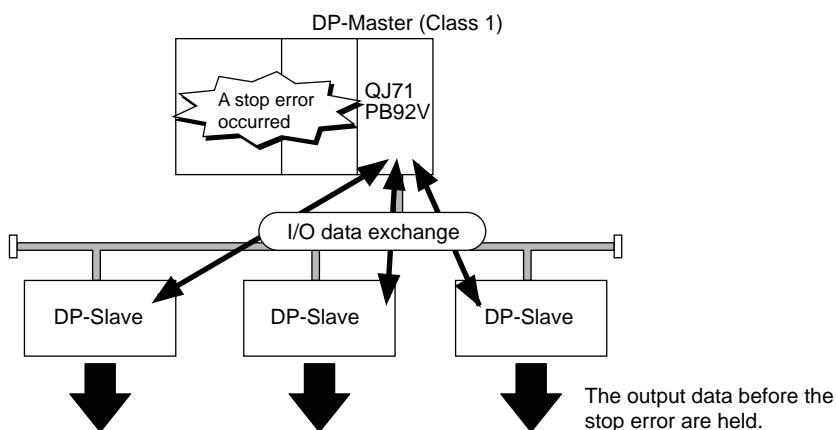 DP-Master (Class 1)
A stop error
occurred
QJ71
PB92V
I/O data exchange
DP-Slave
DP-Slave
DP-Slave
The output data before the
stop error are held.